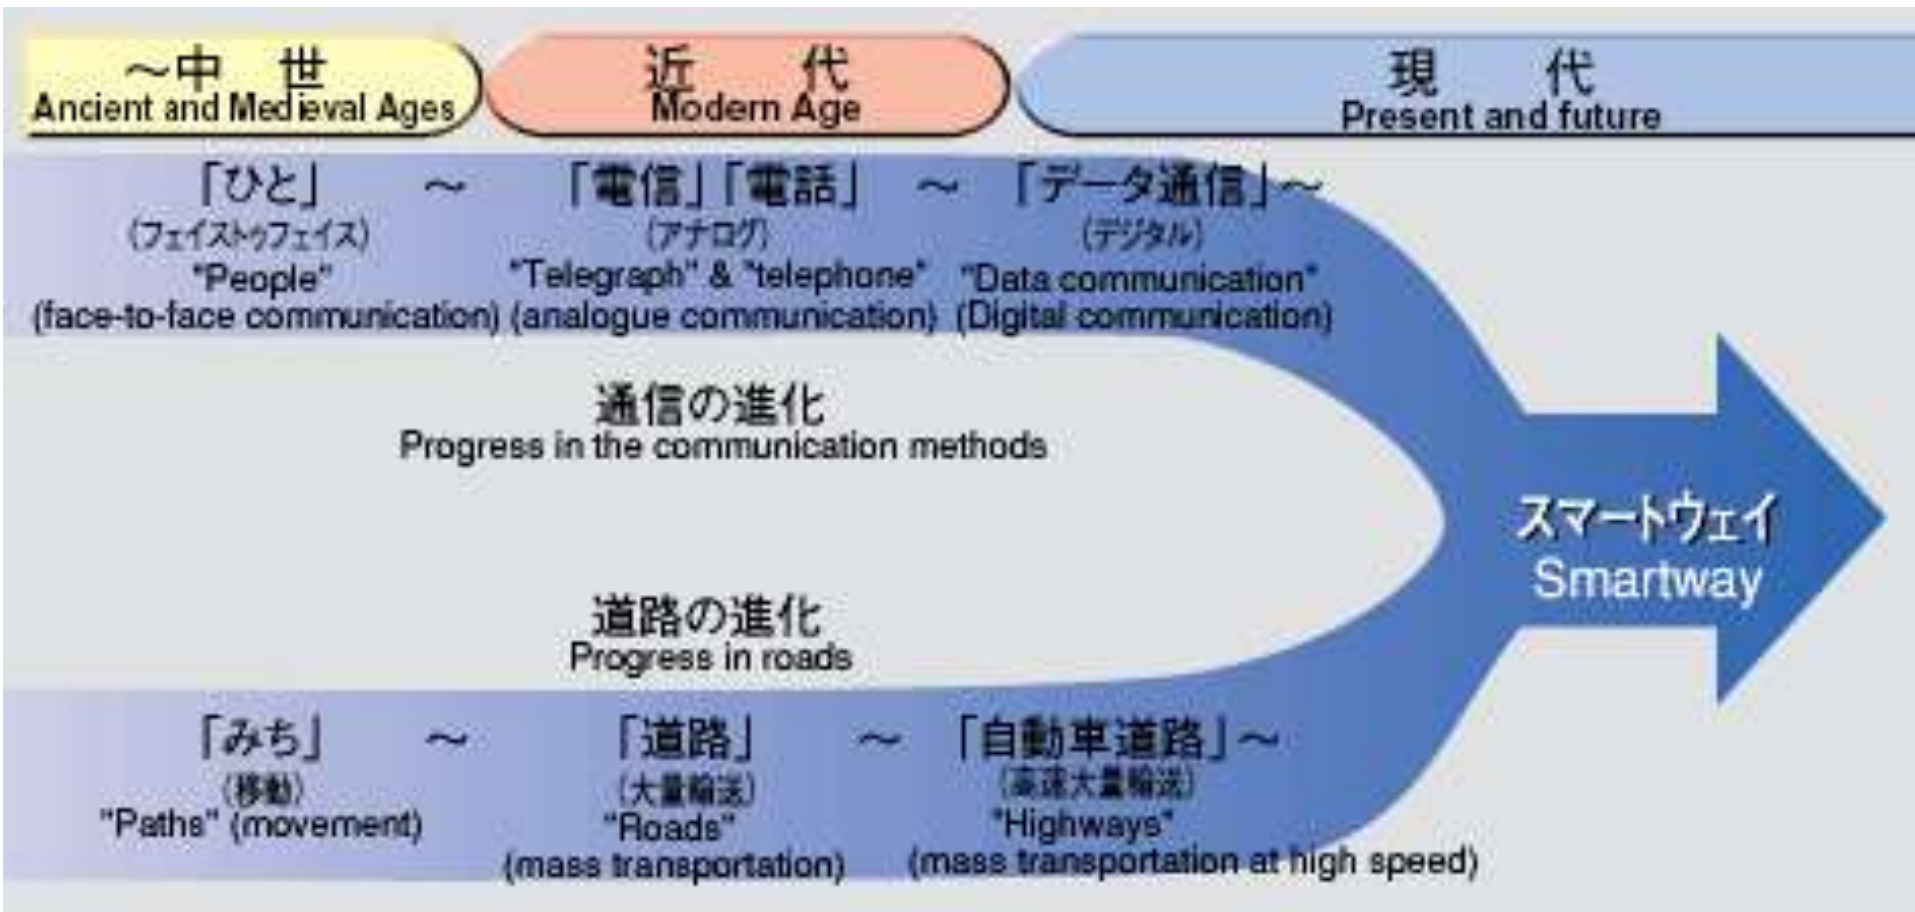 ~中 世
Ancient and Medieval Ages
近 代
Modern Age
現 代
Present and future
「ひと」 ~ 「電信」「電話」 ~ 「データ通信」~
(フェイストゥフェイス) (アナログ) (デジタル)
"People" "Telegraph" & "telephone" "Data communication"
(face-to-face communication) (analogue communication) (Digital communication)
通信の進化
Progress in the communication methods
スマートウェイ
Smartway
道路の進化
Progress in roads
「みち」 ~ 「道路」 ~ 「自動車道路」~
(移動) (大量輸送) (高速大量輸送)
"Paths" (movement) "Roads" "Highways"
(mass transportation) (mass transportation at high speed)